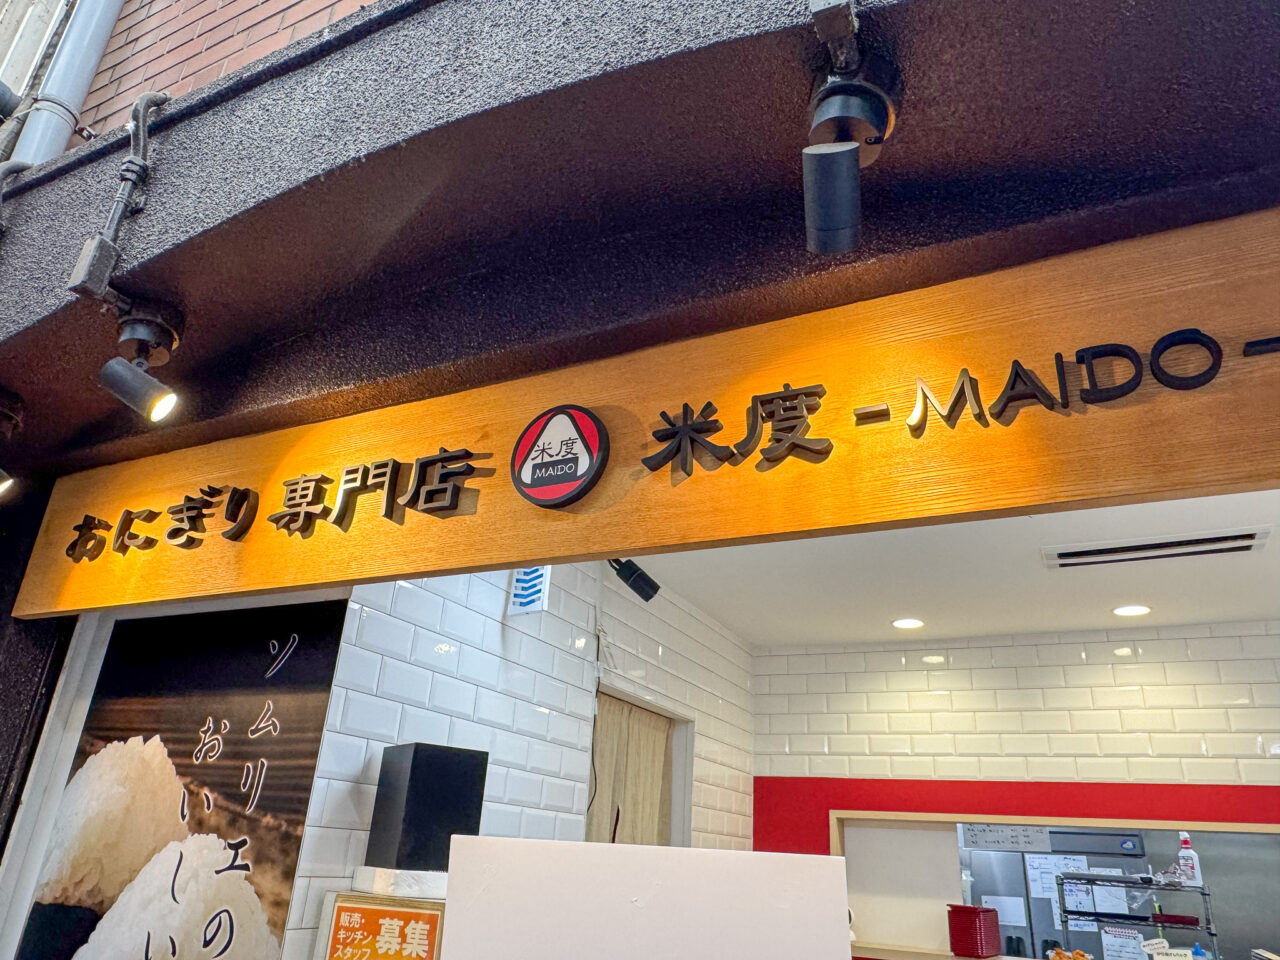 おにぎり専門店
米度
MAIDO
米度 -MAIDO-
ソムリエの
おいしい
販売・
キッチン
スタッフ
募集